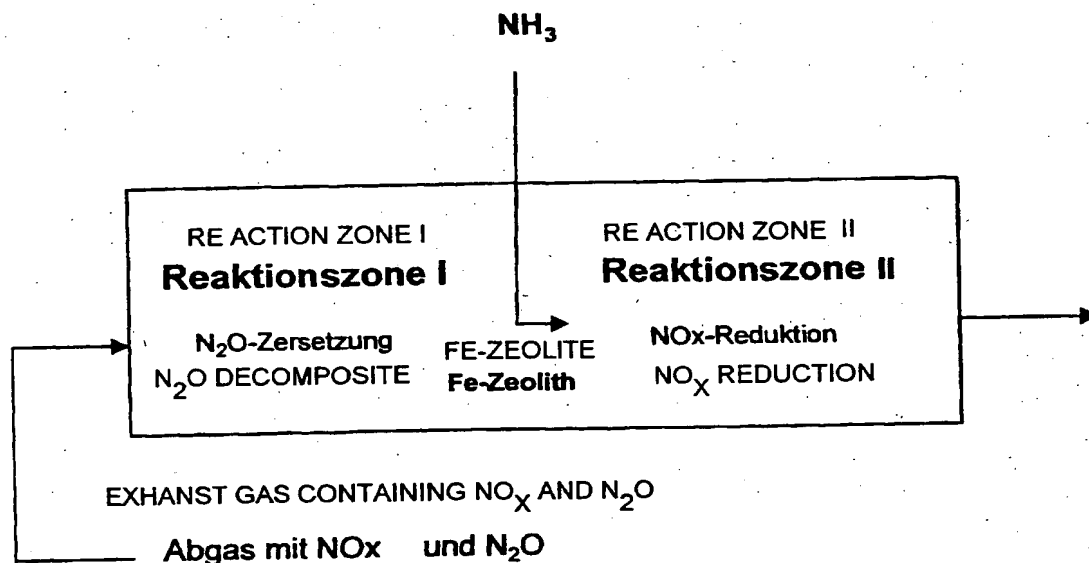 NH₃
RE ACTION ZONE I
Reaktionszone I
RE ACTION ZONE II
Reaktionszone II
N₂O-Zersetzung
N₂O DECOMPOSITE
FE-ZEOLITE
Fe-Zeolith
NOx-Reduktion
NOX REDUCTION
EXHANST GAS CONTAINING NOX AND N₂O
Abgas mit NOx und N₂O